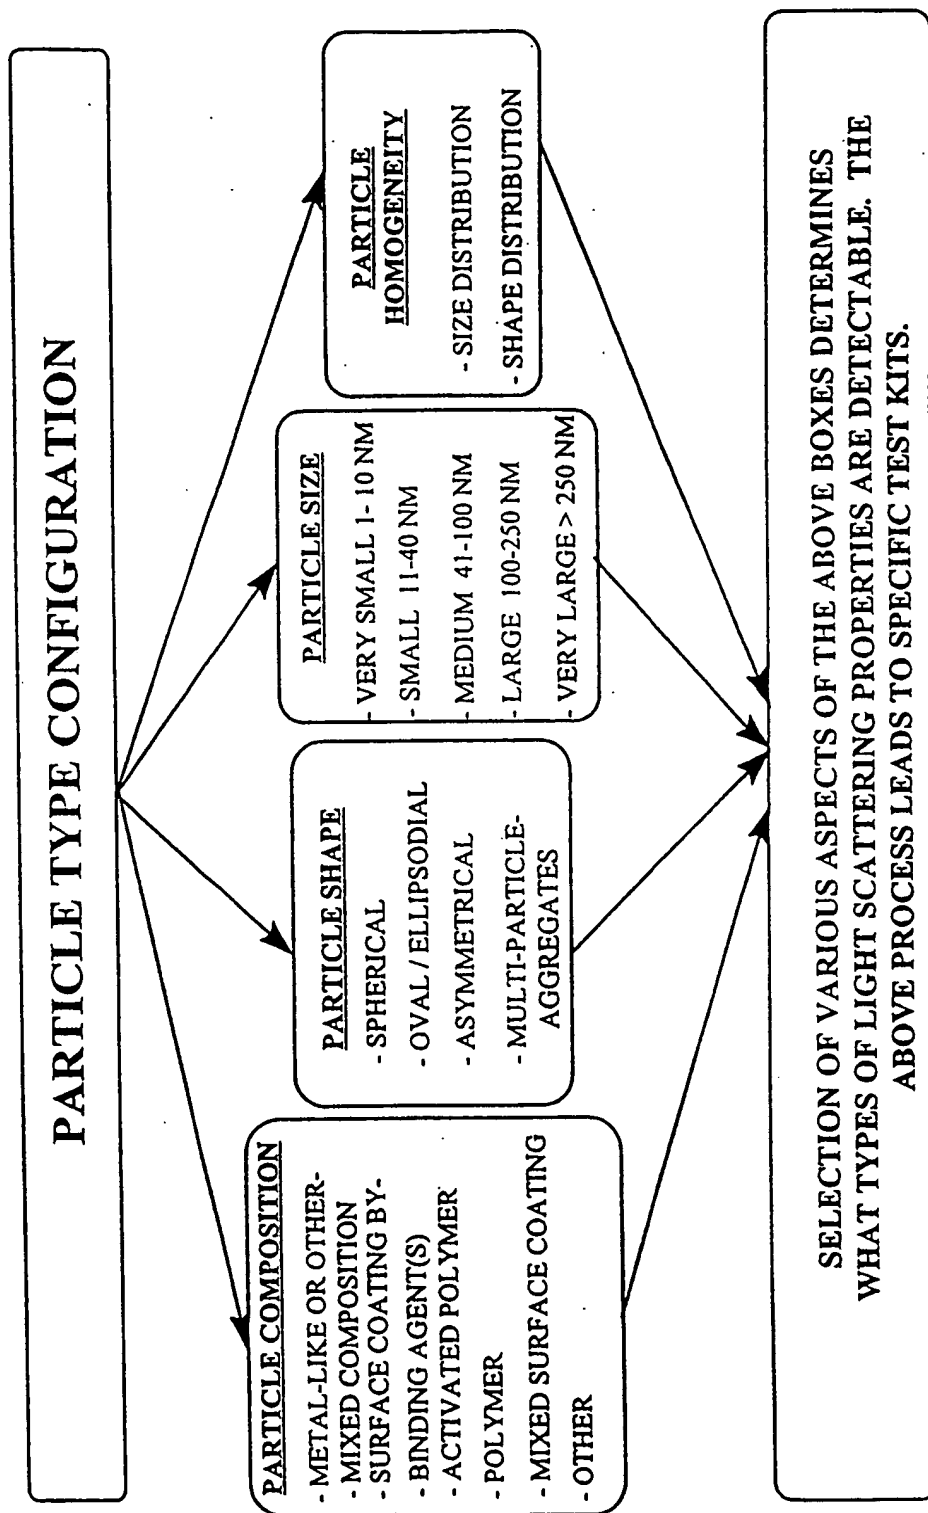 PARTICLE TYPE CONFIGURATION
PARTICLE COMPOSITION
- METAL-LIKE OR OTHER-
- MIXED COMPOSITION
- SURFACE COATING BY-
- BINDING AGENT(S)
- ACTIVATED POLYMER
- POLYMER
- MIXED SURFACE COATING
- OTHER
PARTICLE SHAPE
- SPHERICAL
- OVAL / ELLIPSODIAL
- ASYMMETRICAL
- MULTI-PARTICLE-
AGGREGATES
PARTICLE SIZE
- VERY SMALL 1- 10 NM
- SMALL 11-40 NM
- MEDIUM 41-100 NM
- LARGE 100-250 NM
- VERY LARGE > 250 NM
PARTICLE
HOMOGENEITY
- SIZE DISTRIBUTION
- SHAPE DISTRIBUTION
SELECTION OF VARIOUS ASPECTS OF THE ABOVE BOXES DETERMINES
WHAT TYPES OF LIGHT SCATTERING PROPERTIES ARE DETECTABLE. THE
ABOVE PROCESS LEADS TO SPECIFIC TEST KITS.